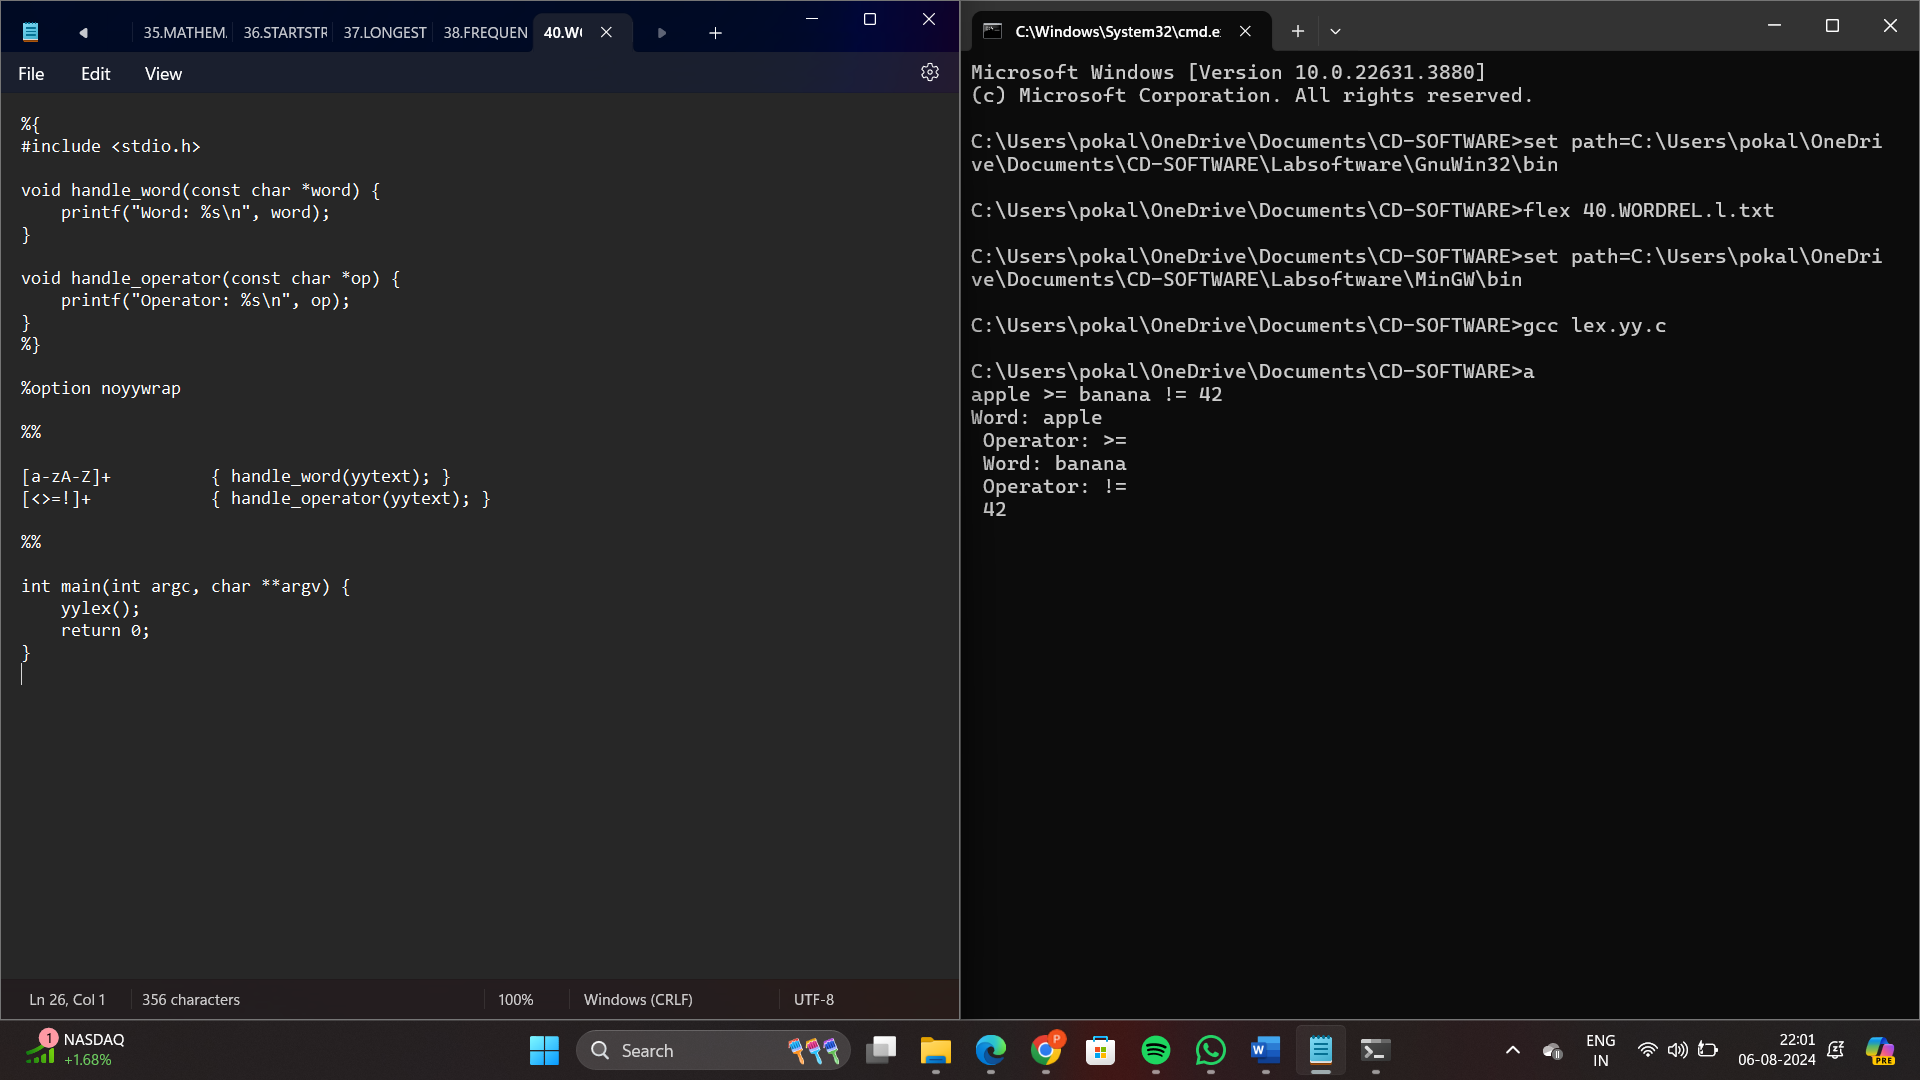 35.MATHEM. 36.STARTSTR 37.LONGEST 38.FREQUEN 40.W
File Edit View
%{
#include <stdio.h>
void handle_word(const char *word) {
    printf("Word: %s\n", word);
}
void handle_operator(const char *op) {
    printf("Operator: %s\n", op);
}
%}
%option noyywrap
%%
[a-zA-Z]+          { handle_word(yytext); }
[<>=!]+            { handle_operator(yytext); }
%%
int main(int argc, char **argv) {
    yylex();
    return 0;
}
Ln 26, Col 1 356 characters 100% Windows (CRLF) UTF-8
C:\Windows\System32\cmd.e
Microsoft Windows [Version 10.0.22631.3880]
(c) Microsoft Corporation. All rights reserved.
C:\Users\pokal\OneDrive\Documents\CD-SOFTWARE>set path=C:\Users\pokal\OneDri
ve\Documents\CD-SOFTWARE\Labsoftware\GnuWin32\bin
C:\Users\pokal\OneDrive\Documents\CD-SOFTWARE>flex 40.WORDREL.l.txt
C:\Users\pokal\OneDrive\Documents\CD-SOFTWARE>set path=C:\Users\pokal\OneDri
ve\Documents\CD-SOFTWARE\Labsoftware\MinGW\bin
C:\Users\pokal\OneDrive\Documents\CD-SOFTWARE>gcc lex.yy.c
C:\Users\pokal\OneDrive\Documents\CD-SOFTWARE>a
apple >= banana != 42
Word: apple
 Operator: >=
 Word: banana
 Operator: !=
 42
1 NASDAQ
+1.68%
Search
P
W
PRE
ENG
IN
22:01
06-08-2024